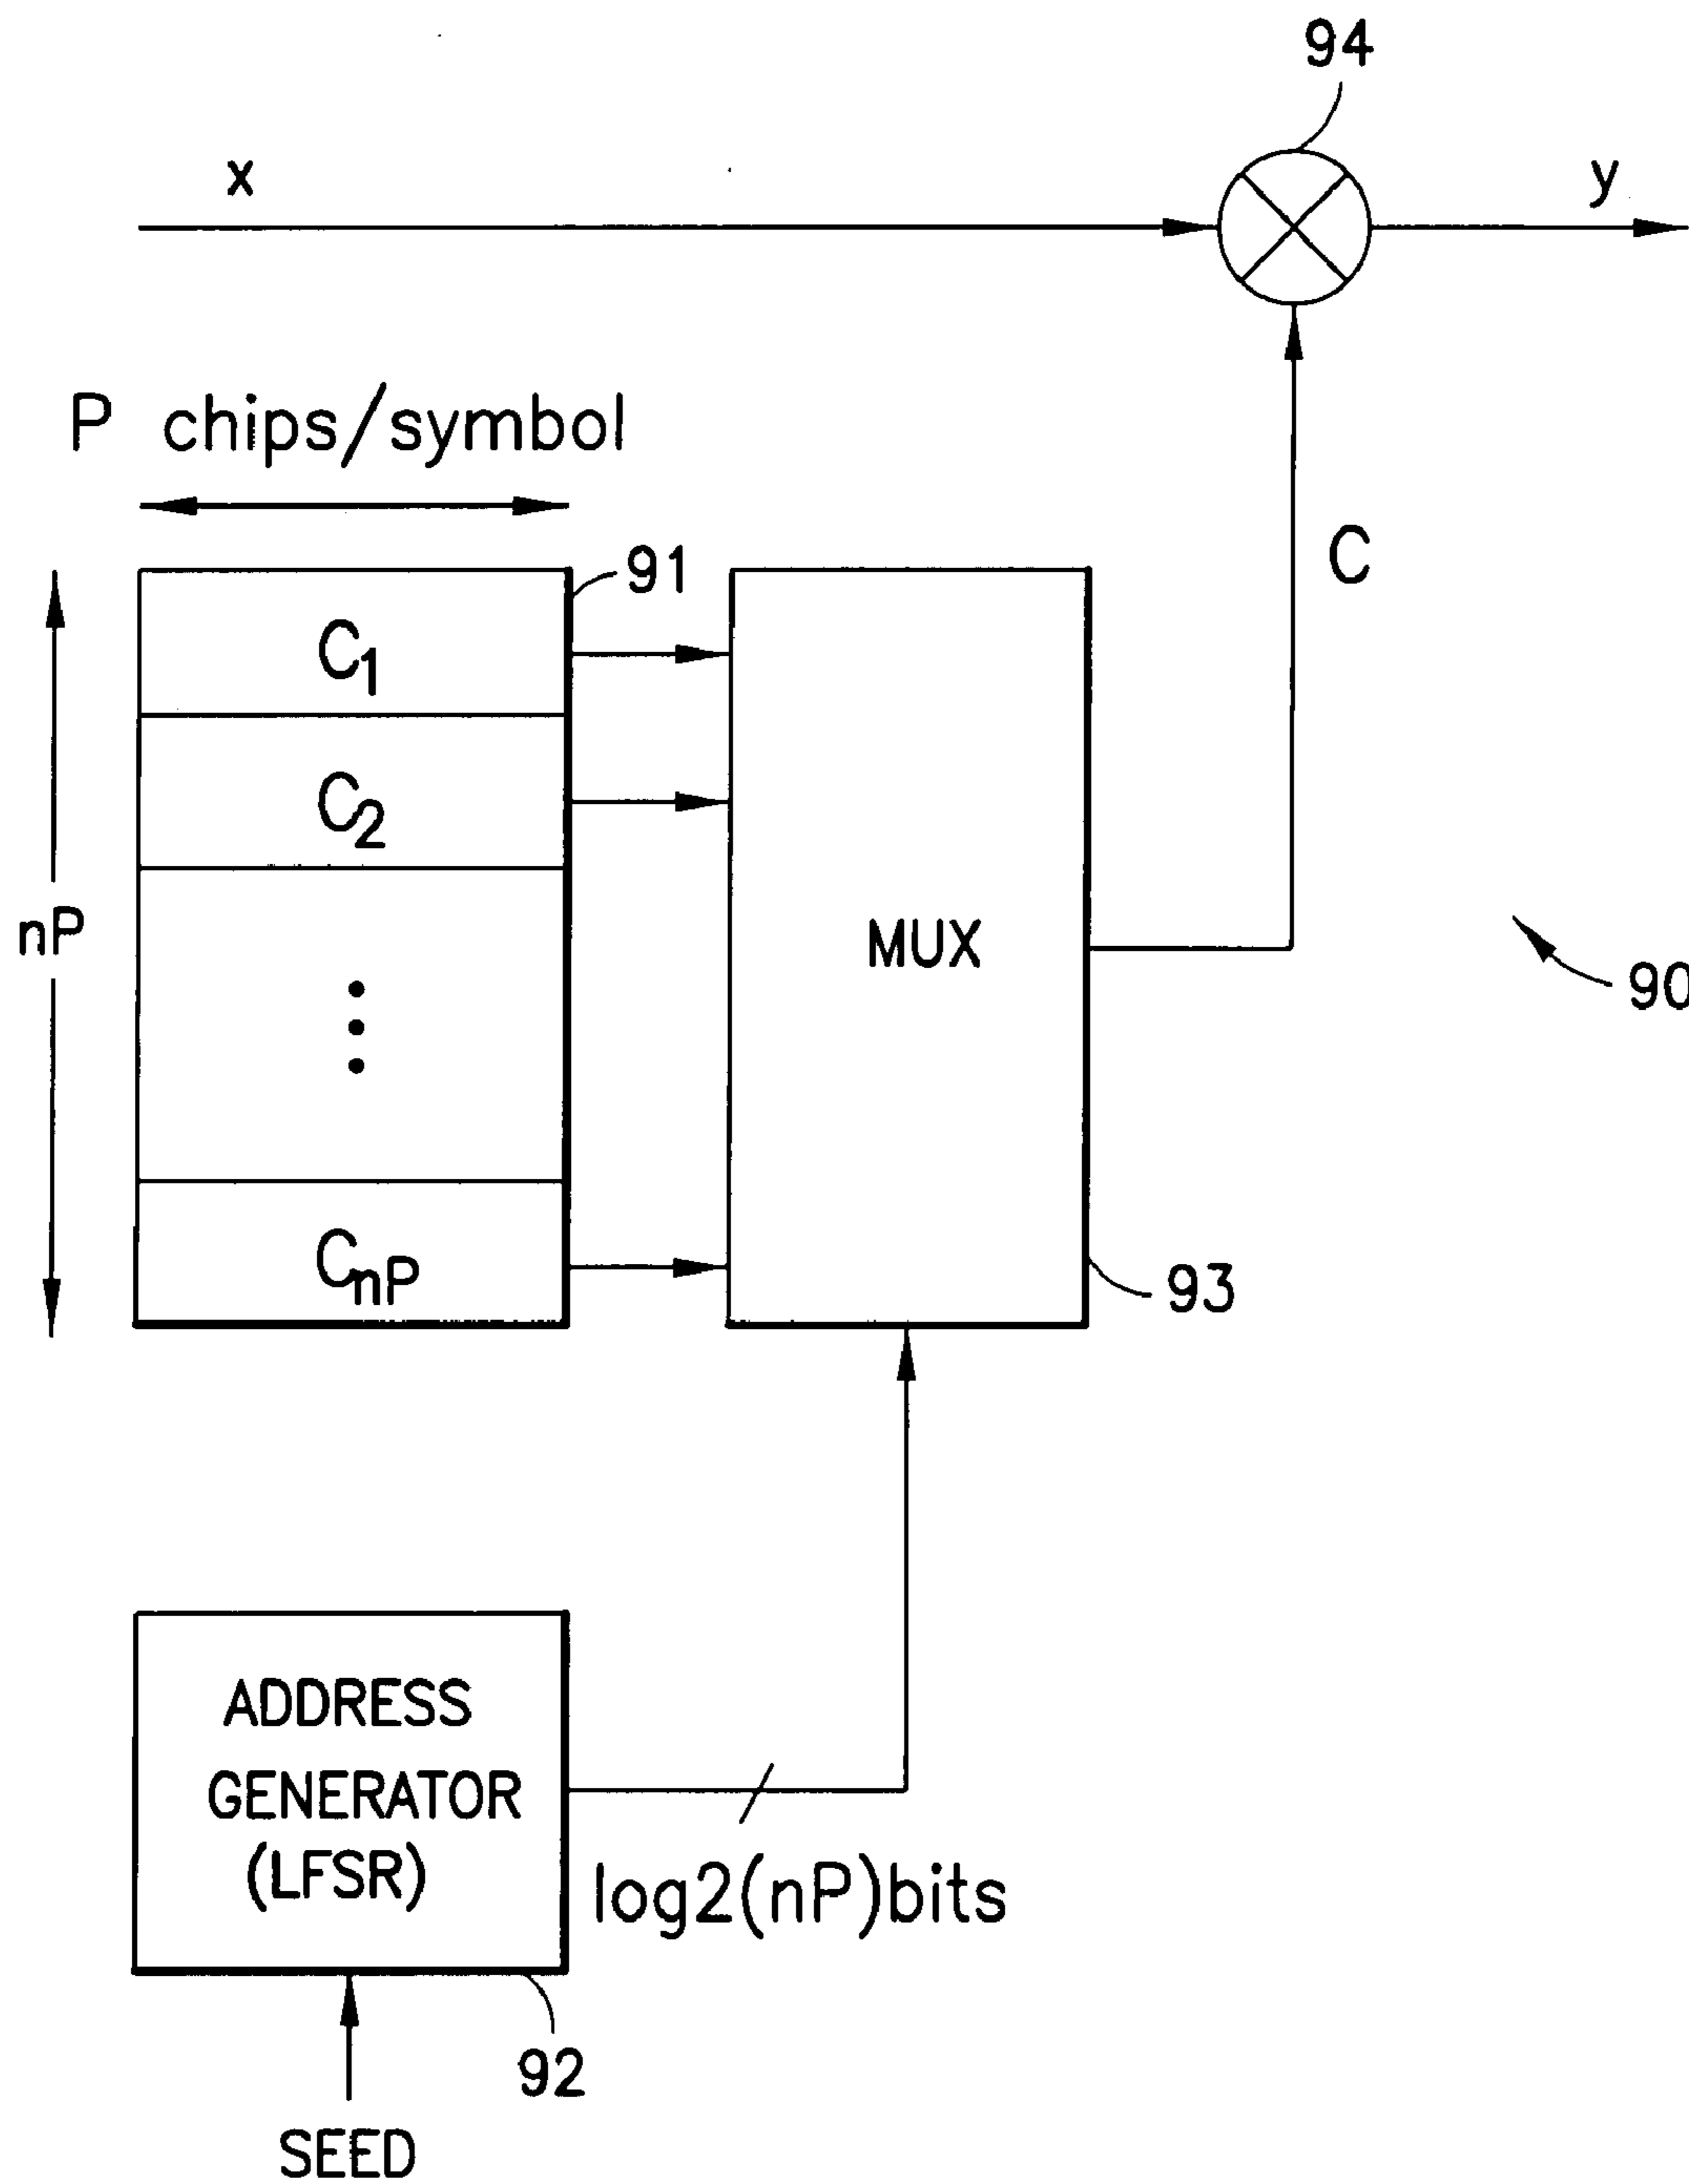 94
x
y
P chips/symbol
C
91
C1
C2
nP
MUX
90
CnP
93
ADDRESS
GENERATOR
(LFSR)
log2(nP)bits
92
SEED